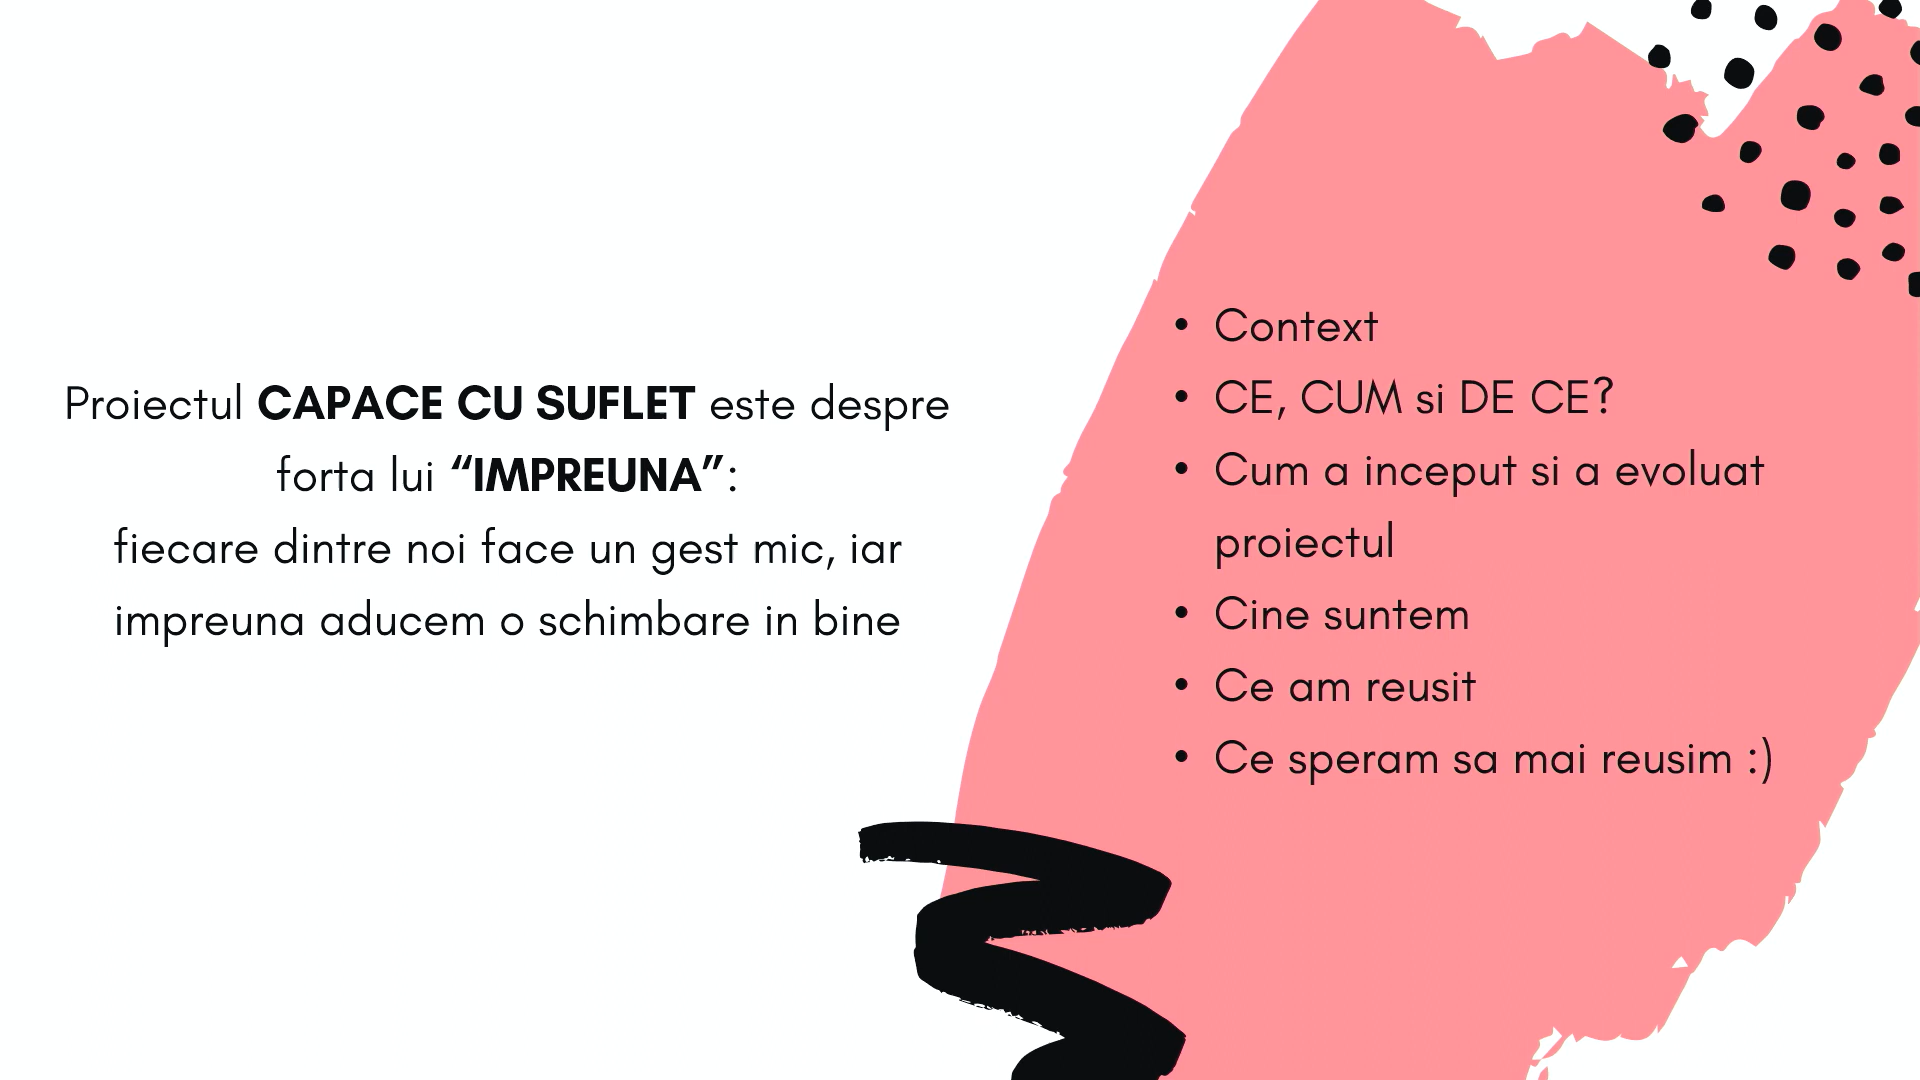 Proiectul CAPACE CU SUFLET este despre
forta lui “IMPREUNA”:
fiecare dintre noi face un gest mic, iar
impreuna aducem o schimbare in bine
• Context
• CE, CUM si DE CE?
• Cum a inceput si a evoluat
proiectul
• Cine suntem
• Ce am reusit
• Ce speram sa mai reusim :)